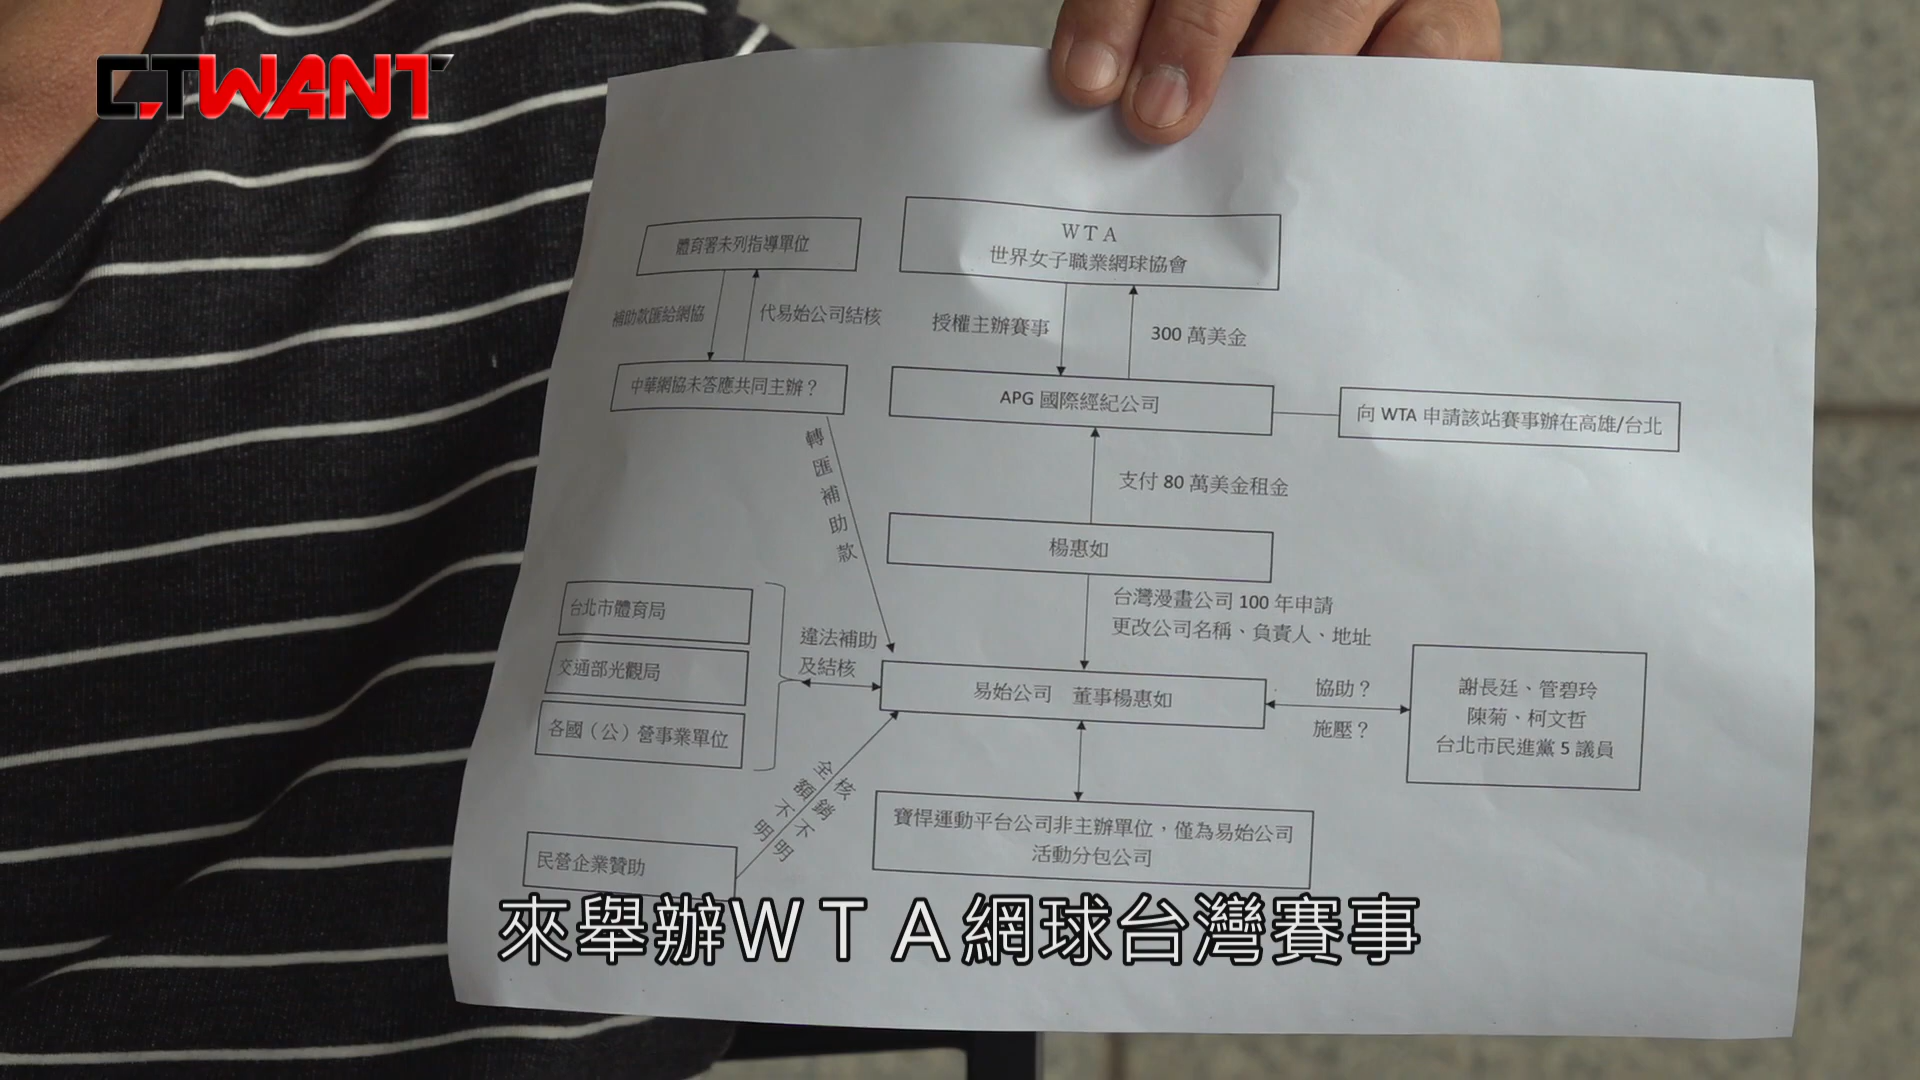 CTWANT
體育署未列指導單位
WTA
世界女子職業網球協會
補助款匯給網協
代易始公司結核
授權主辦賽事
300 萬美金
中華網協未答應共同主辦？
APG 國際經紀公司
向 WTA 申請該站賽事辦在高雄/台北
轉匯補助款
支付 80 萬美金租金
楊惠如
台灣漫畫公司 100 年申請
更改公司名稱、負責人、地址
台北市體育局
交通部光觀局
各國（公）營事業單位
違法補助
及結核
易始公司　董事楊惠如
協助？
施壓？
謝長廷、管碧玲
陳菊、柯文哲
台北市民進黨 5 議員
全額不明
核銷不明
寶悍運動平台公司非主辦單位，僅為易始公司
活動分包公司
民營企業贊助
來舉辦ＷＴＡ網球台灣賽事